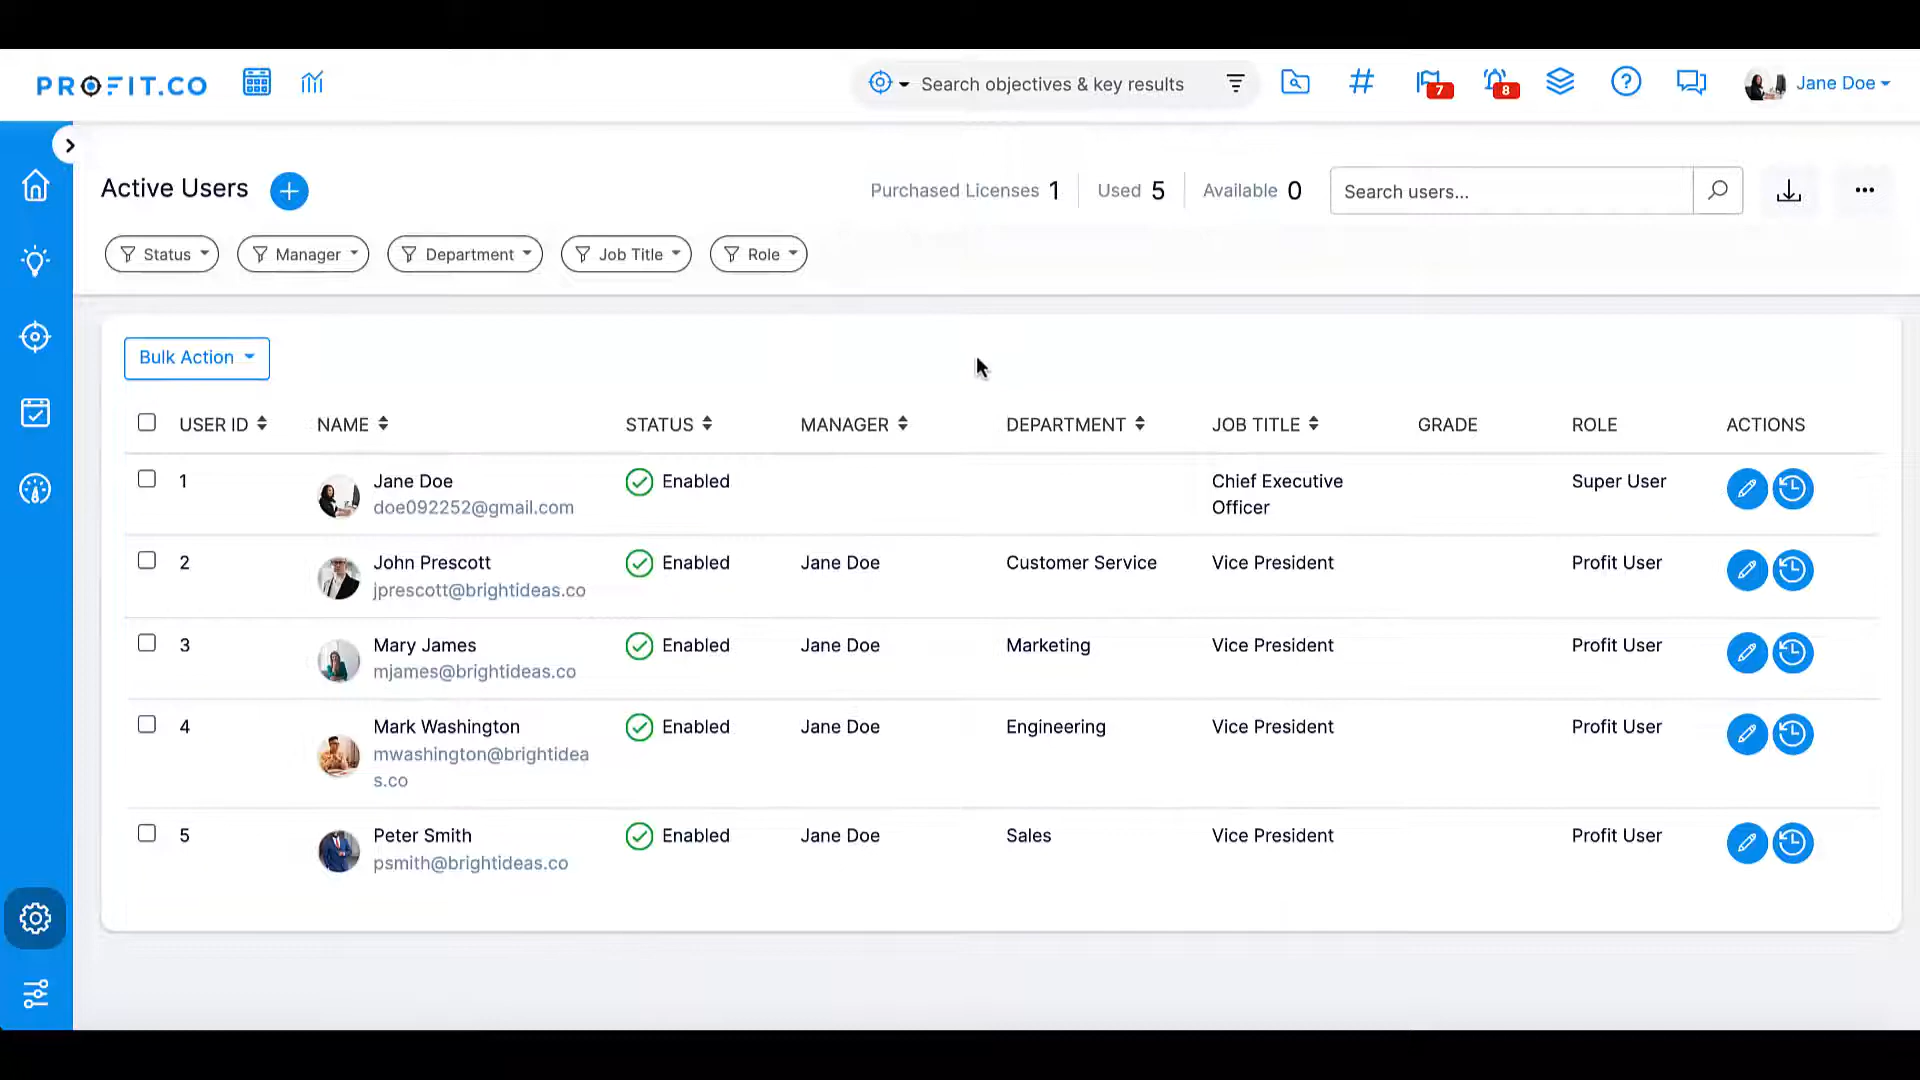 PROFIT.CO
Search objectives & key results
7
8
Jane Doe
Active Users
Purchased Licenses 1
Used 5
Available 0
Search users...
Status
Manager
Department
Job Title
Role
Bulk Action
USER ID NAME STATUS MANAGER DEPARTMENT JOB TITLE GRADE ROLE ACTIONS
1 Jane Doe Enabled Chief Executive Super User
doe092252@gmail.com Officer
2 John Prescott Enabled Jane Doe Customer Service Vice President Profit User
jprescott@brightideas.co
3 Mary James Enabled Jane Doe Marketing Vice President Profit User
mjames@brightideas.co
4 Mark Washington Enabled Jane Doe Engineering Vice President Profit User
mwashington@brightidea
s.co
5 Peter Smith Enabled Jane Doe Sales Vice President Profit User
psmith@brightideas.co